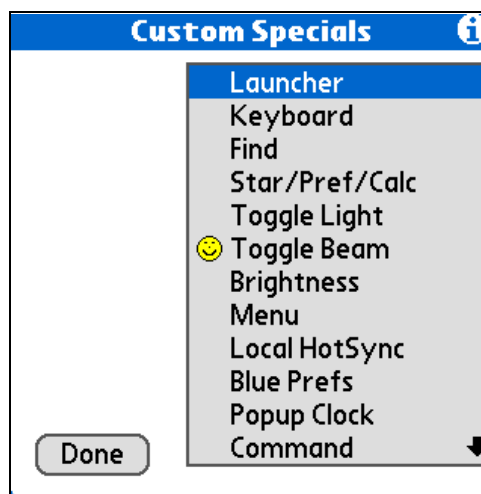 Custom Specials
Launcher
Keyboard
Find
Star/Pref/Calc
Toggle Light
Toggle Beam
Brightness
Menu
Local HotSync
Blue Prefs
Popup Clock
Command
Done